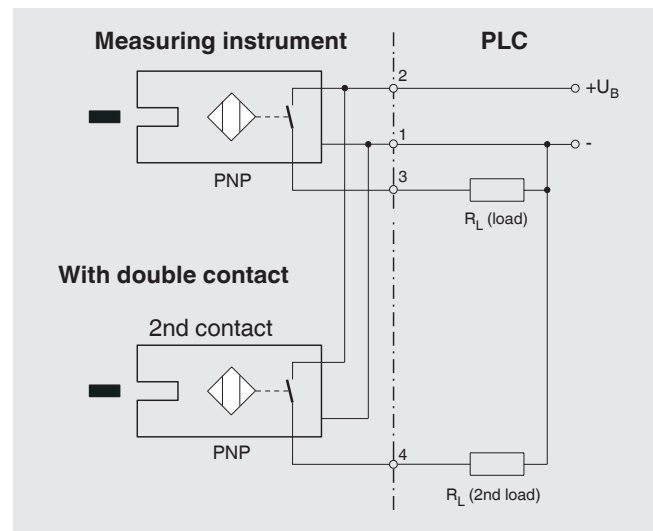 Measuring instrument
PLC
2
+U_B
1
-
PNP
3
R_L (load)
With double contact
2nd contact
PNP
4
R_L (2nd load)